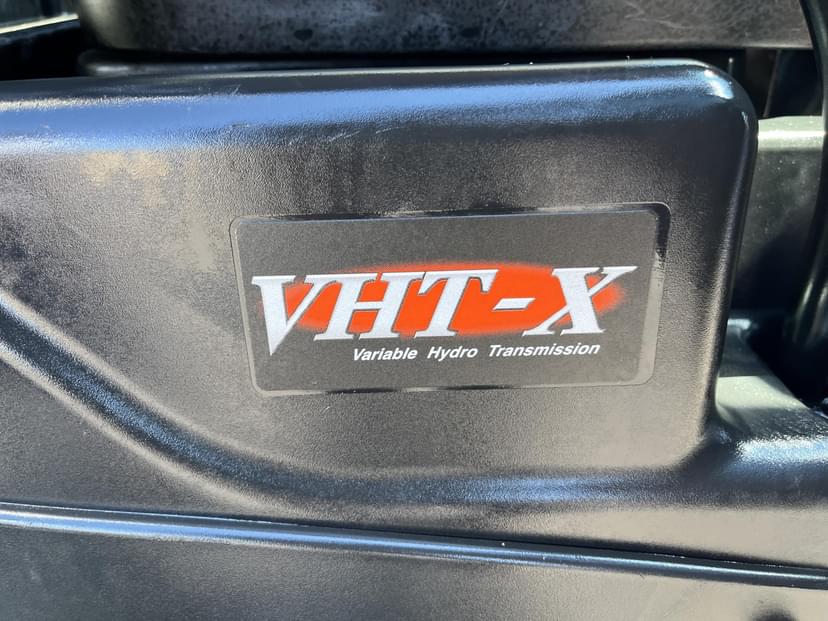 VHT-X
Variable Hydro Transmission